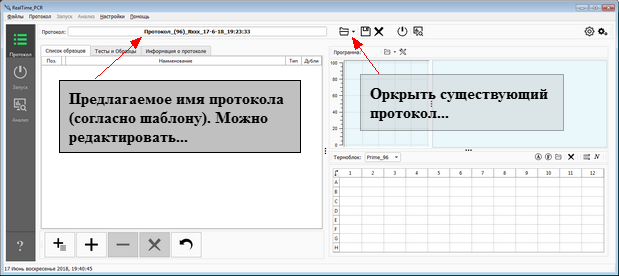 RealTime_PCR
Файлы Протокол Запуск Анализ Настройки Помощь
Протокол: Протокол_(96)_Rxxx_17-6-18_19:23:33
Протокол
Запуск
Анализ
Список образцов Тесты и Образцы Информация о протоколе
Поз. Наименование Тип Дубли
Предлагаемое имя протокола
(согласно шаблону). Можно
редактировать...
Программа:
100
80
60
40
20
0
Оркрыть существующий
протокол...
Термоблок: Prime_96
N
1 2 3 4 5 6 7 8 9 10 11 12
A
B
C
D
E
F
G
H
?
17 Июнь воскресенье 2018, 19:40:45